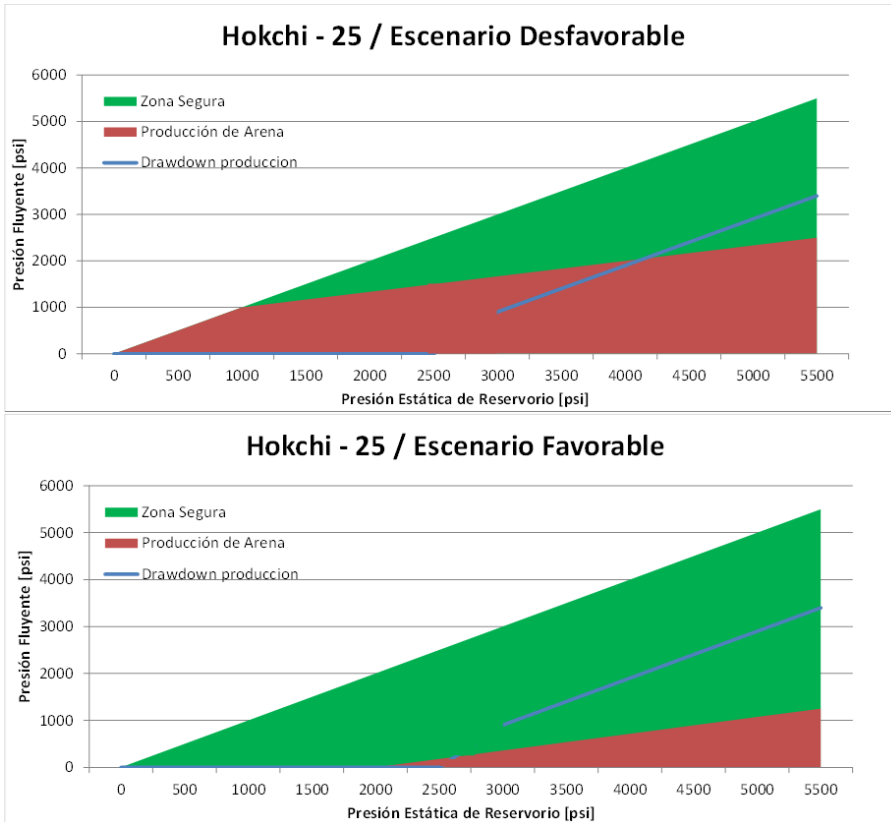 Hokchi - 25 / Escenario Desfavorable
6000
5000
4000
3000
2000
1000
0
Presión Fluyente [psi]
Zona Segura
Producción de Arena
Drawdown produccion
0 500 1000 1500 2000 2500 3000 3500 4000 4500 5000 5500
Presión Estática de Reservorio [psi]
Hokchi - 25 / Escenario Favorable
6000
5000
4000
3000
2000
1000
0
Presión Fluyente [psi]
Zona Segura
Producción de Arena
Drawdown produccion
0 500 1000 1500 2000 2500 3000 3500 4000 4500 5000 5500
Presión Estática de Reservorio [psi]